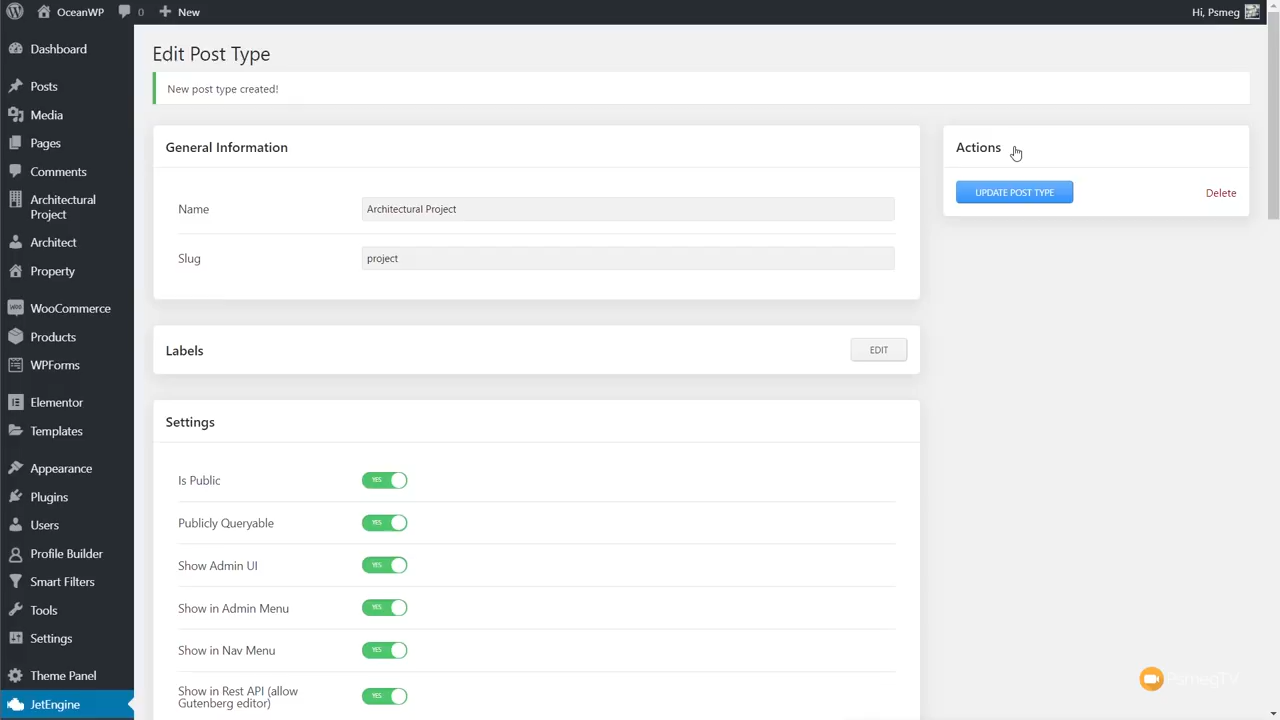 OceanWP
0
New
Hi, Psmeg
Dashboard
Posts
Media
Pages
Comments
Architectural
Project
Architect
Property
WooCommerce
Products
WPForms
Elementor
Templates
Appearance
Plugins
Users
Profile Builder
Smart Filters
Tools
Settings
Theme Panel
JetEngine
Edit Post Type
New post type created!
General Information
Name
Architectural Project
Slug
project
Labels
EDIT
Settings
Is Public
YES
Publicly Queryable
YES
Show Admin UI
YES
Show in Admin Menu
YES
Show in Nav Menu
YES
Show in Rest API (allow
Gutenberg editor)
YES
Actions
UPDATE POST TYPE
Delete
PsmegTV